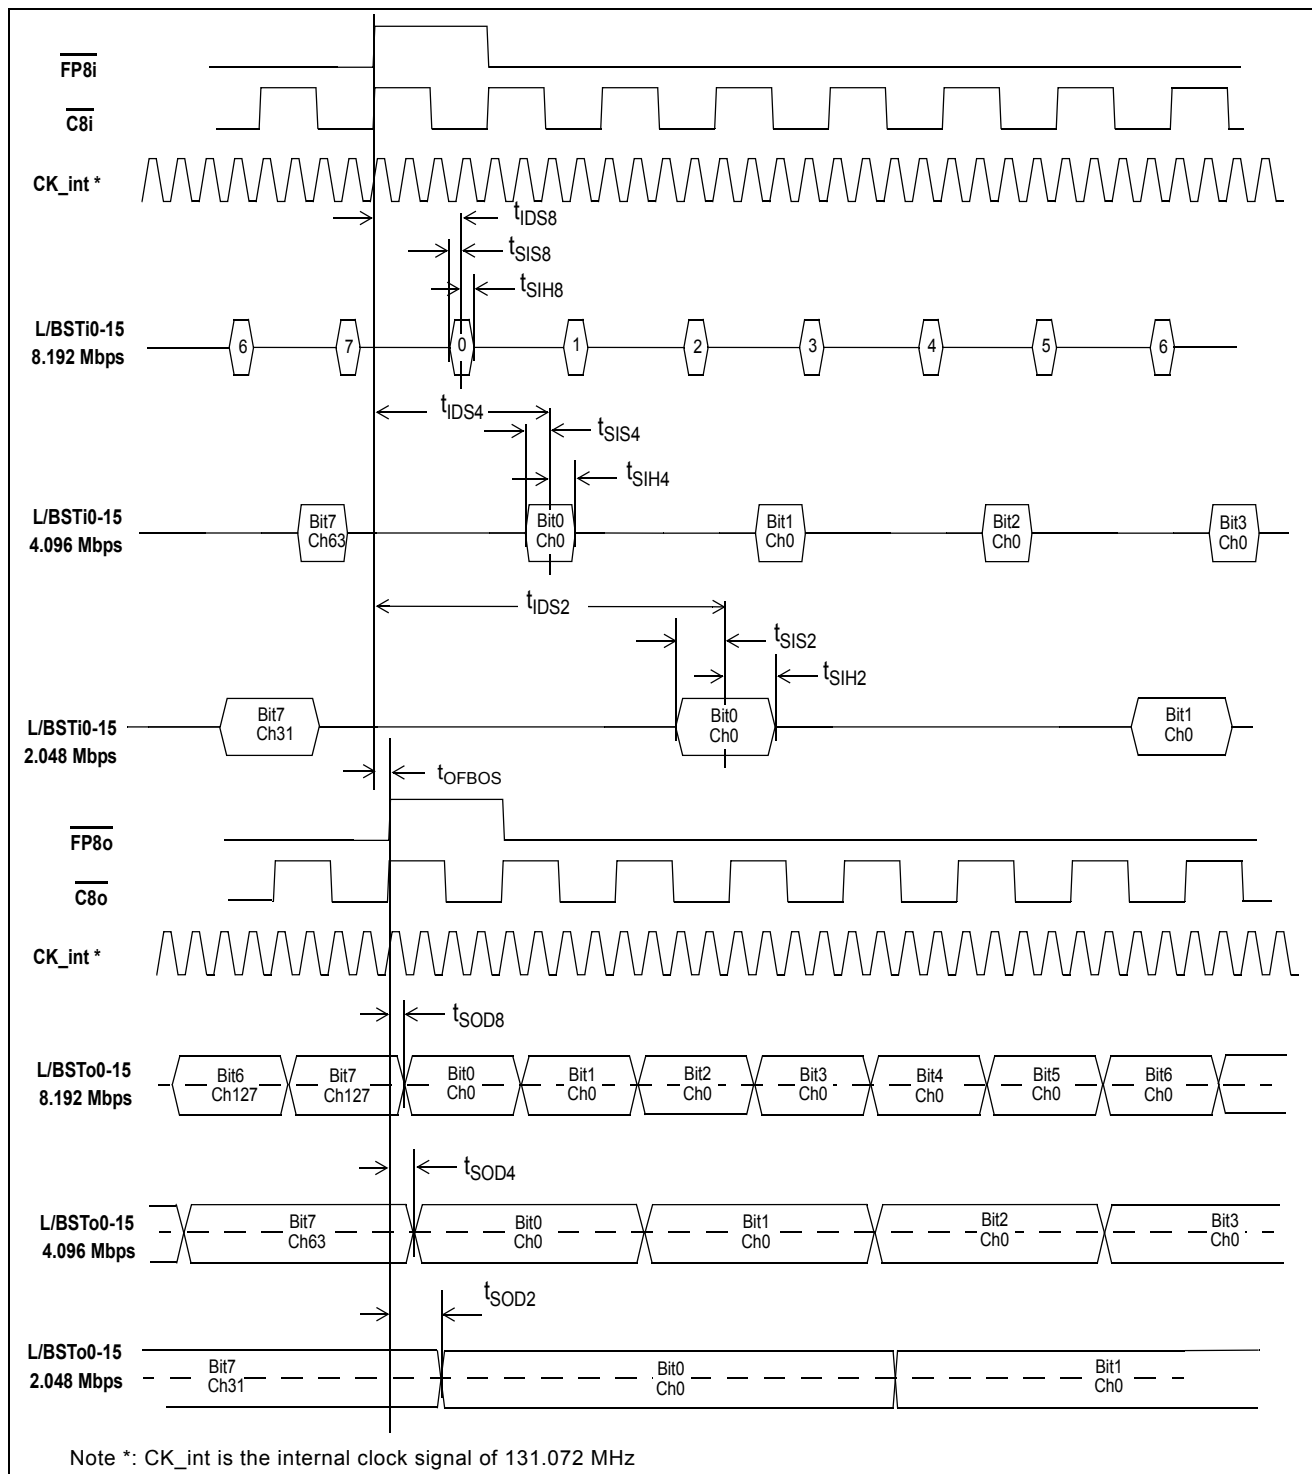 FP8i
C8i
CK_int *
tIDS8
tSIS8
tSIH8
L/BSTi0-15
8.192 Mbps
6 7 0 1 2 3 4 5 6
tIDS4
tSIS4
tSIH4
L/BSTi0-15
4.096 Mbps
Bit7 Bit0 Bit1 Bit2 Bit3
Ch63 Ch0 Ch0 Ch0 Ch0
tIDS2
tSIS2
tSIH2
L/BSTi0-15
2.048 Mbps
Bit7 Bit0 Bit1
Ch31 Ch0 Ch0
tOFBOS
FP8o
C8o
CK_int *
tSOD8
L/BSTo0-15
8.192 Mbps
Bit6 Bit7 Bit0 Bit1 Bit2 Bit3 Bit4 Bit5 Bit6
Ch127 Ch127 Ch0 Ch0 Ch0 Ch0 Ch0 Ch0 Ch0
tSOD4
L/BSTo0-15
4.096 Mbps
Bit7 Bit0 Bit1 Bit2 Bit3
Ch63 Ch0 Ch0 Ch0 Ch0
tSOD2
L/BSTo0-15
2.048 Mbps
Bit7 Bit0 Bit1
Ch31 Ch0 Ch0
Note *: CK_int is the internal clock signal of 131.072 MHz